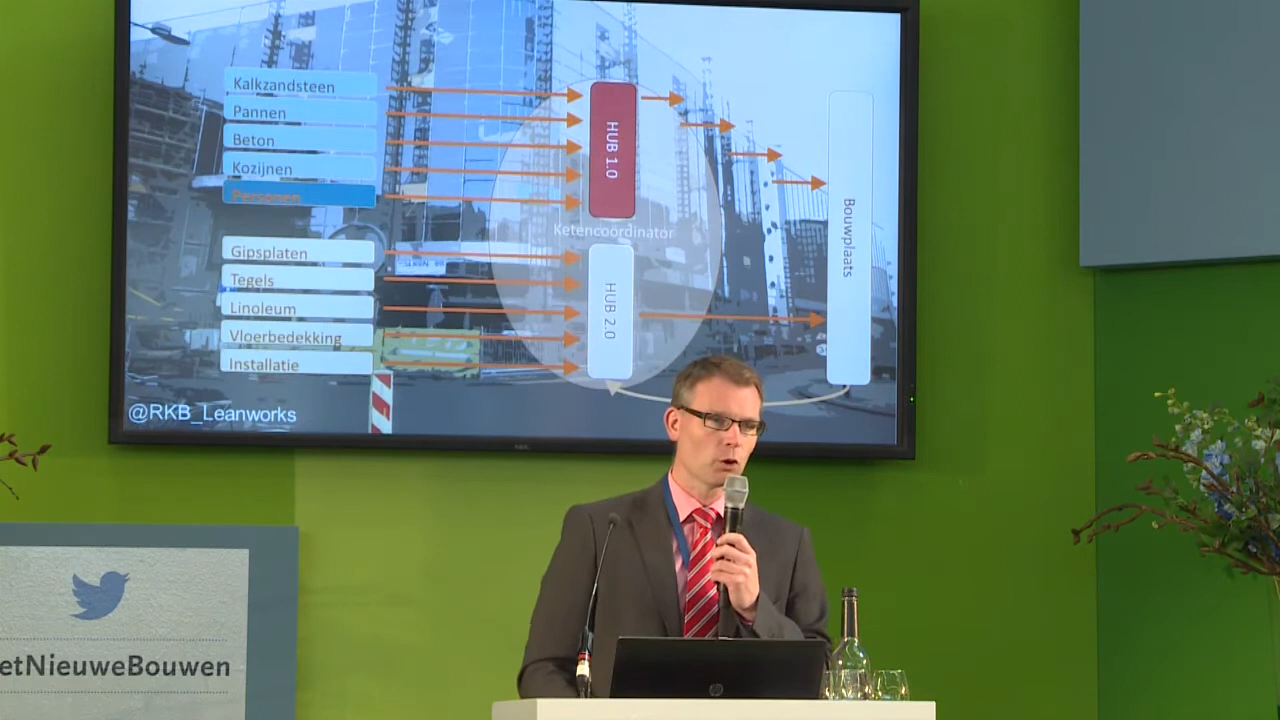 Kalkzandsteen
Pannen
Beton
Kozijnen
Personen
Gipsplaten
Tegels
Linoleum
Vloerbedekking
Installatie
HUB 1.0
Ketencoördinator
HUB 2.0
Bouwplaats
@RKB_Leanworks
etNieuweBouwen